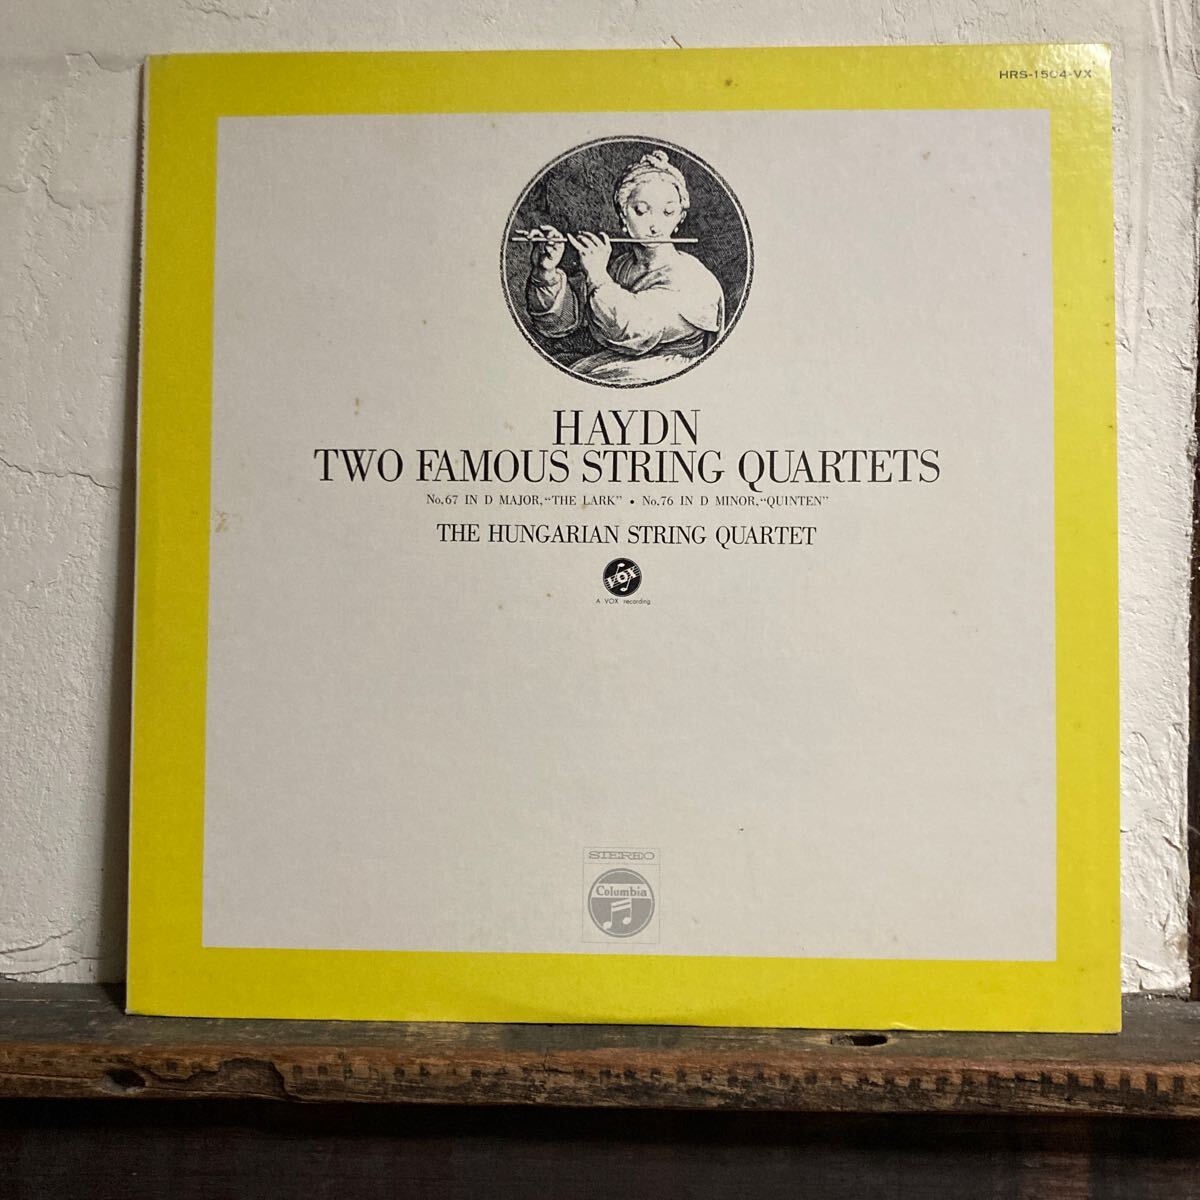 HRS-1504-VX
HAYDN
TWO FAMOUS STRING QUARTETS
No,67 IN D MAJOR,“THE LARK” • No,76 IN D MINOR,“QUINTEN”
THE HUNGARIAN STRING QUARTET
VOX
A VOX recording
STEREO
Columbia